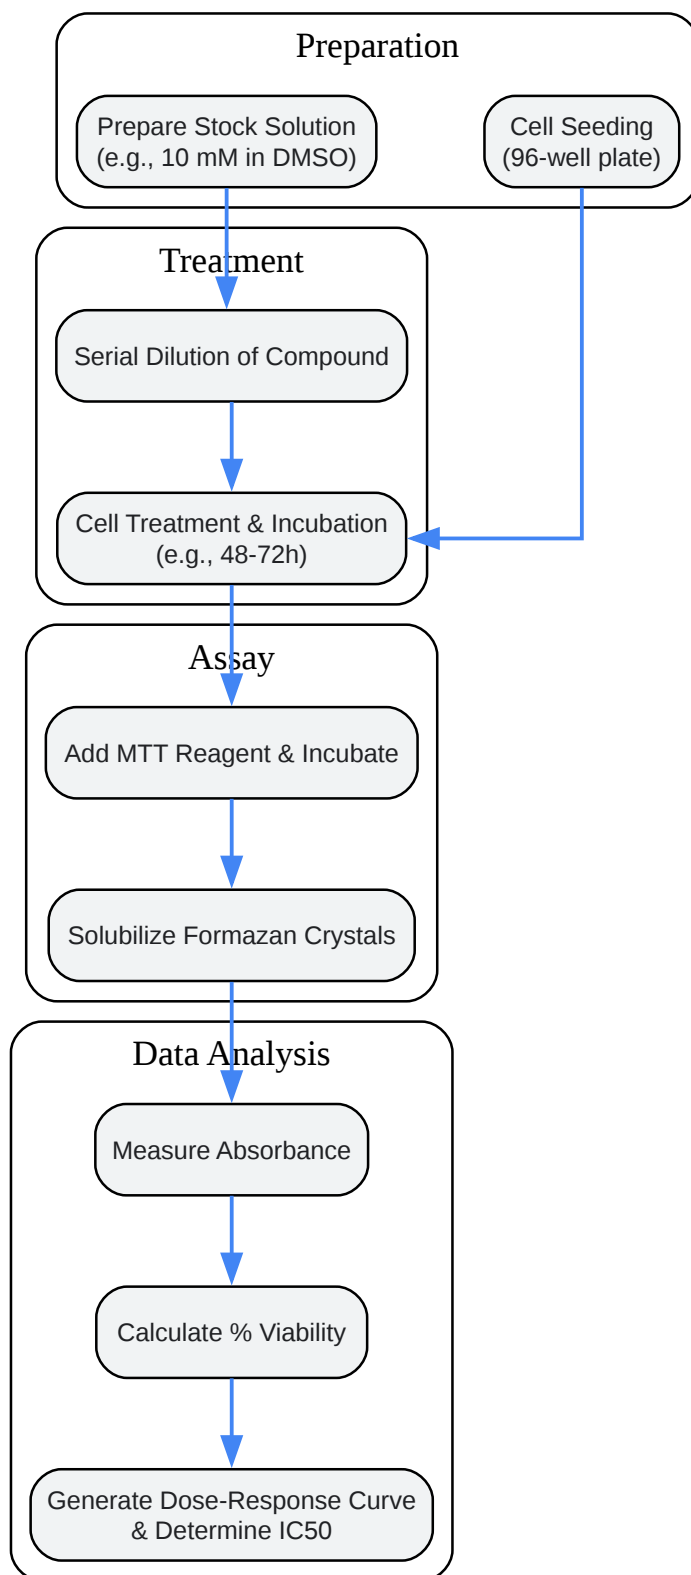 Preparation
Prepare Stock Solution
(e.g., 10 mM in DMSO)
Cell Seeding
(96-well plate)
Treatment
Serial Dilution of Compound
Cell Treatment & Incubation
(e.g., 48-72h)
Assay
Add MTT Reagent & Incubate
Solubilize Formazan Crystals
Data Analysis
Measure Absorbance
Calculate % Viability
Generate Dose-Response Curve
& Determine IC50